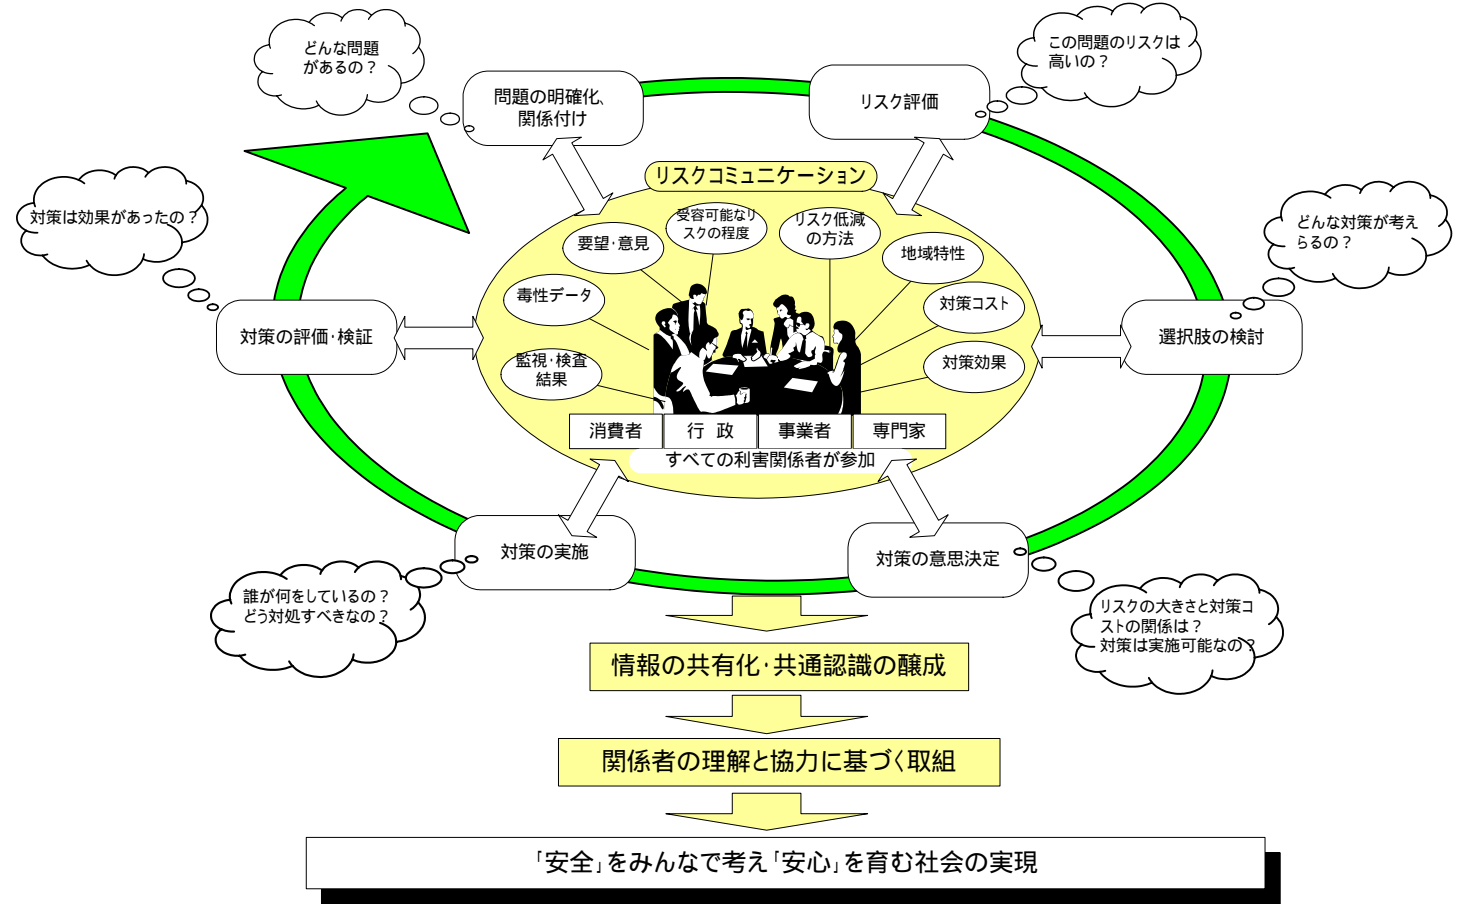 どんな問題
があるの？
この問題のリスクは
高いの？
問題の明確化、
関係付け
リスク評価
リスクコミュニケーション
対策は効果があったの？
どんな対策が考え
らるの？
要望・意見
受容可能なリ
スクの程度
リスク低減
の方法
地域特性
毒性データ
対策コスト
監視・検査
結果
対策効果
対策の評価・検証
選択肢の検討
消費者
行 政
事業者
専門家
すべての利害関係者が参加
対策の実施
対策の意思決定
誰が何をしているの？
どう対処すべきなの？
リスクの大きさと対策コ
ストの関係は？
対策は実施可能なの？
情報の共有化・共通認識の醸成
関係者の理解と協力に基づく取組
「安全」をみんなで考え「安心」を育む社会の実現